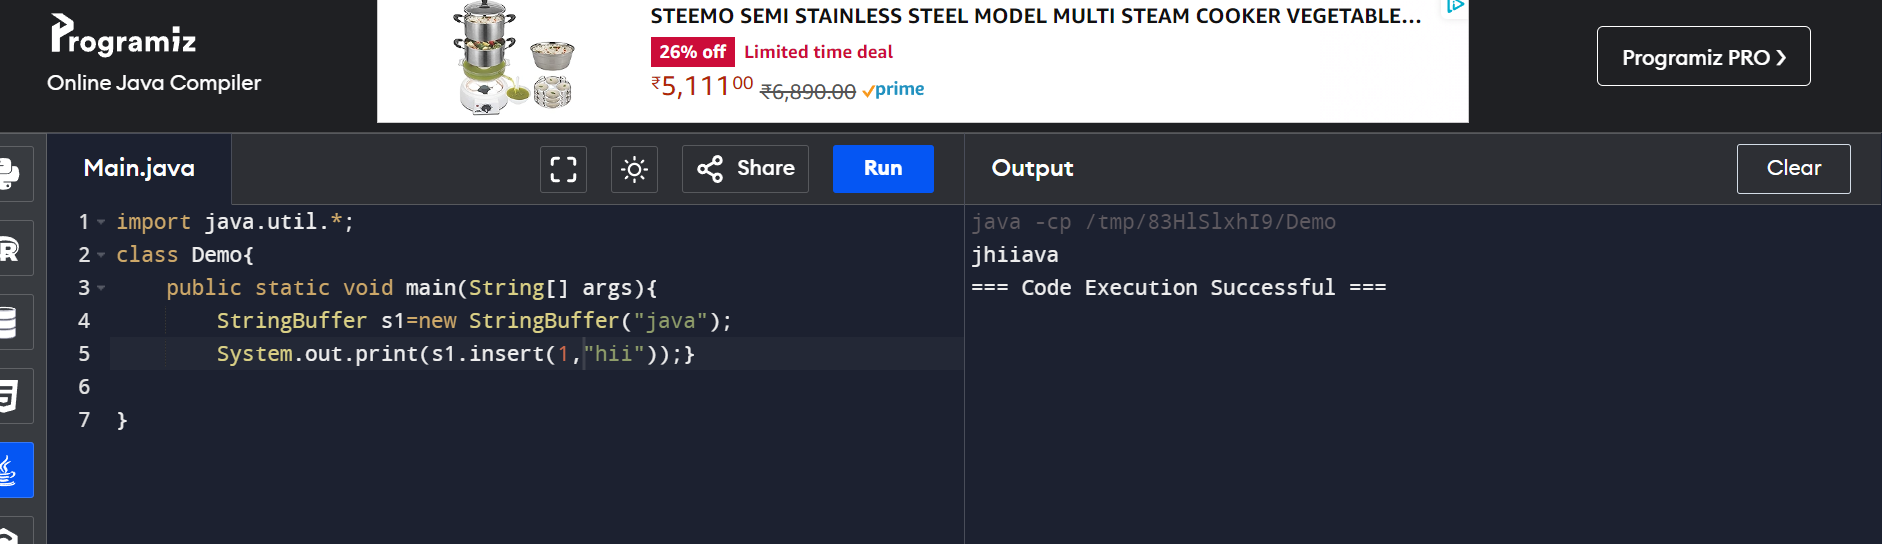 Programiz
Online Java Compiler
STEEMO SEMI STAINLESS STEEL MODEL MULTI STEAM COOKER VEGETABLE...
26% off Limited time deal
₹5,11100 ₹6,890.00 prime
Programiz PRO ❯
Main.java
Share
Run
Output
Clear
1 import java.util.*;
2 class Demo{
3 public static void main(String[] args){
4 StringBuffer s1=new StringBuffer("java");
5 System.out.print(s1.insert(1,"hii"));}
6
7 }
java -cp /tmp/83HlSlxhI9/Demo
jhiiava
=== Code Execution Successful ===